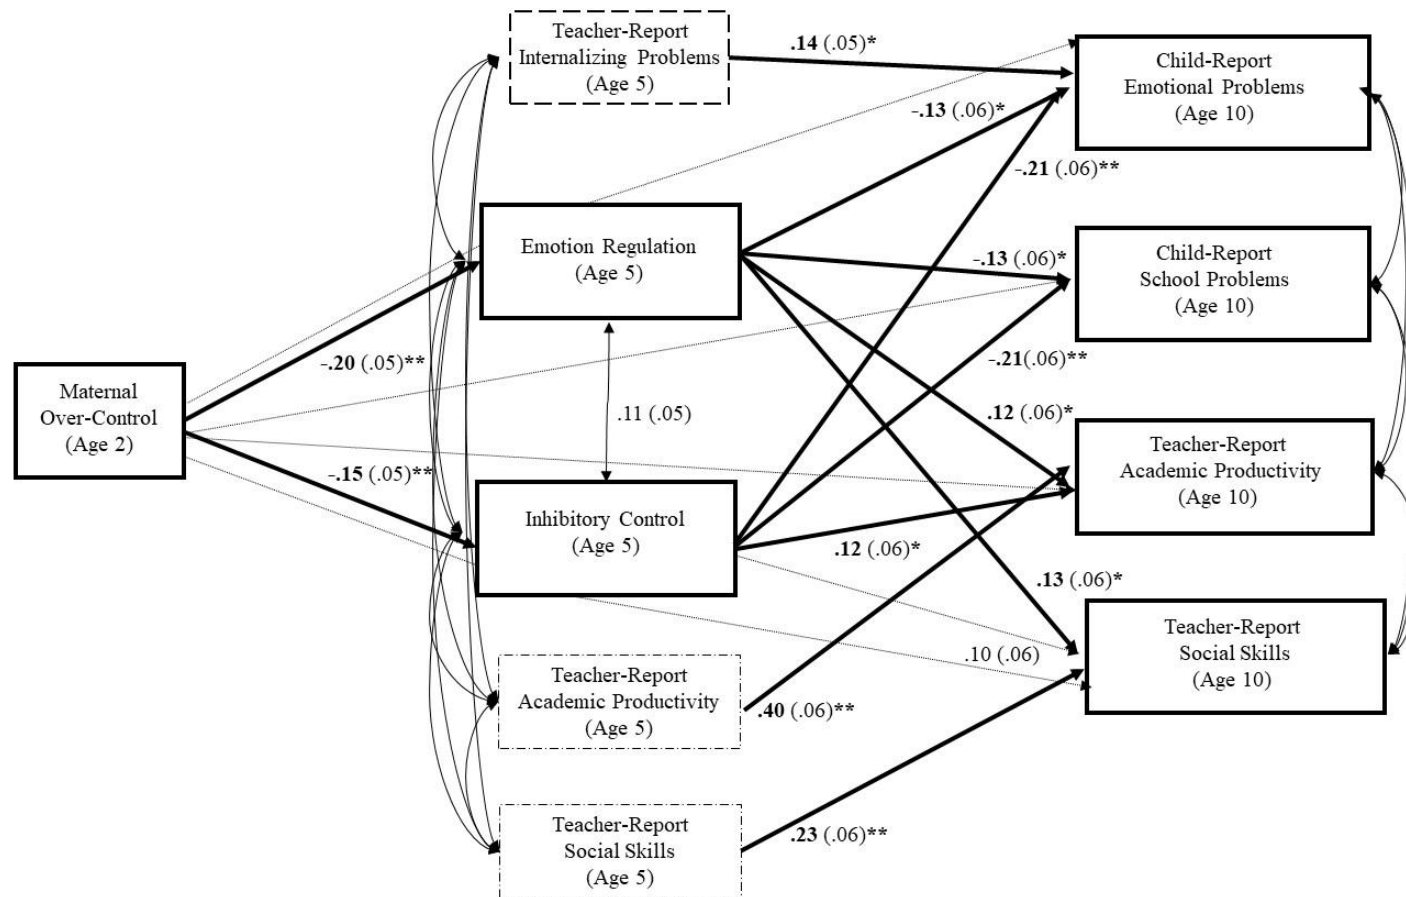 Teacher-Report
Internalizing Problems
(Age 5)
.14 (.05)*
Child-Report
Emotional Problems
(Age 10)
-.13 (.06)*
-.21 (.06)**
Emotion Regulation
(Age 5)
-.13 (.06)*
Child-Report
School Problems
(Age 10)
-.20 (.05)**
-.21(.06)**
Maternal
Over-Control
(Age 2)
.11 (.05)
.12 (.06)*
Teacher-Report
Academic Productivity
(Age 10)
-.15 (.05)**
Inhibitory Control
(Age 5)
.12 (.06)*
.13 (.06)*
Teacher-Report
Social Skills
(Age 10)
.10 (.06)
Teacher-Report
Academic Productivity
(Age 5)
.40 (.06)**
Teacher-Report
Social Skills
(Age 5)
.23 (.06)**